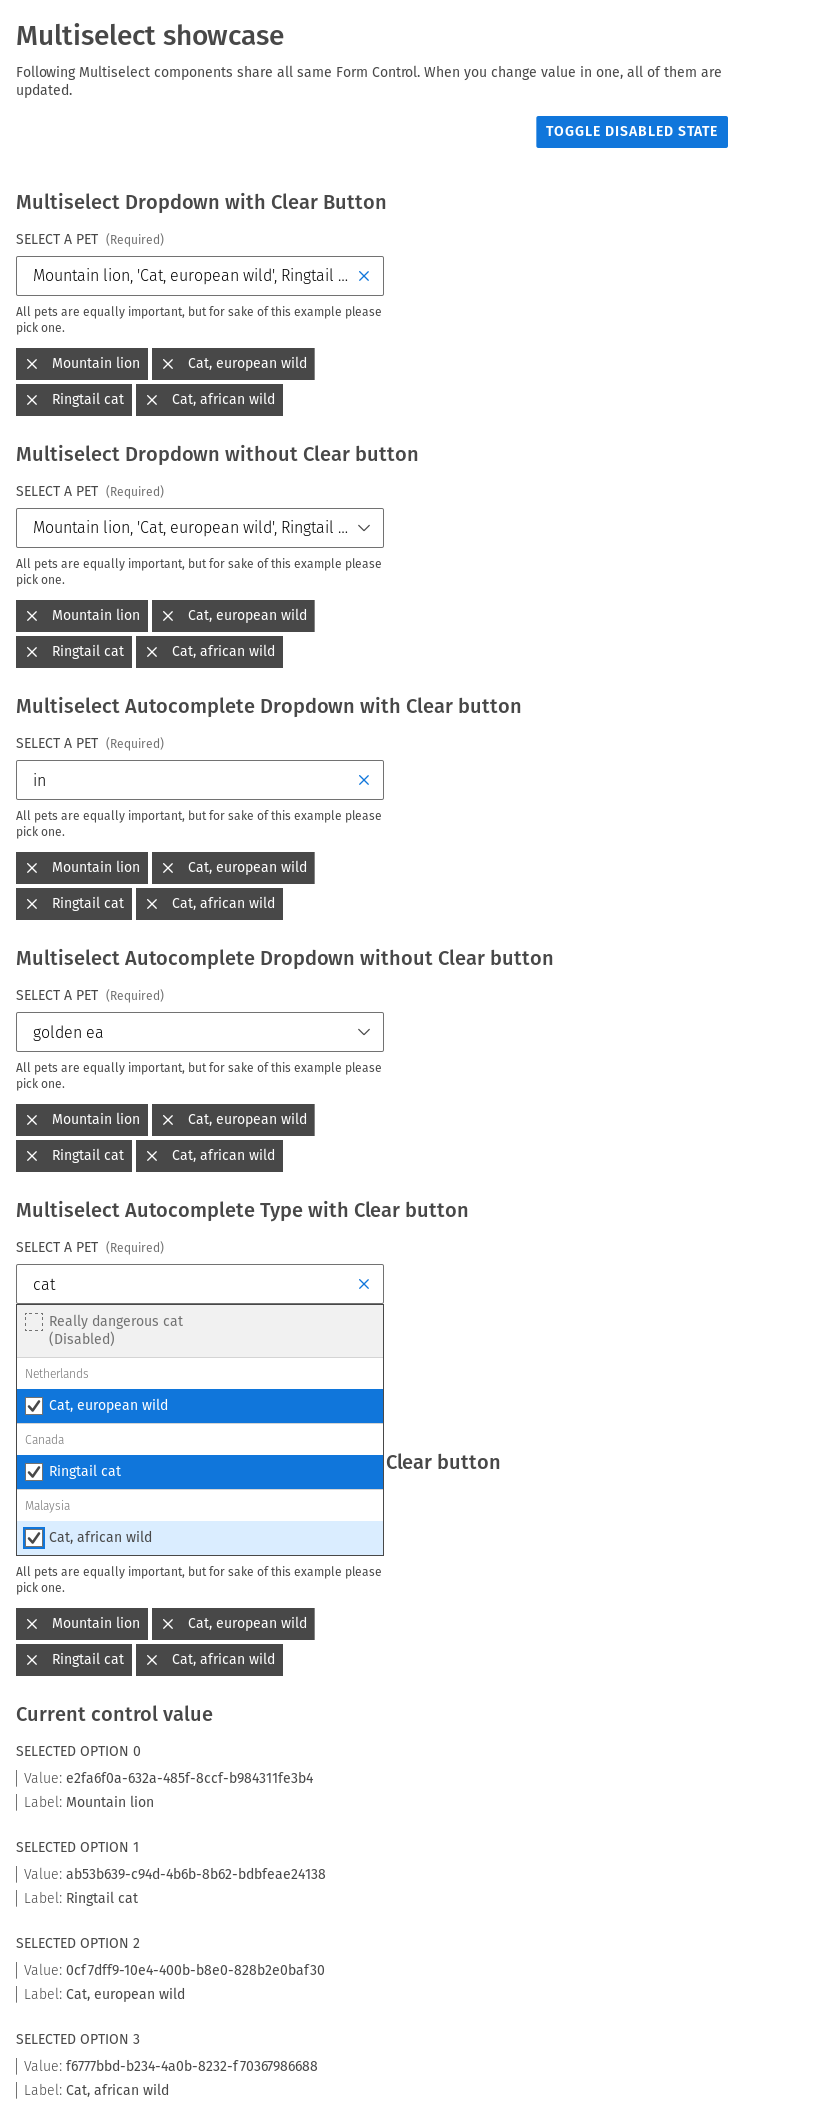 Multiselect showcase
Following Multiselect components share all same Form Control. When you change value in one, all of them are
updated.
TOGGLE DISABLED STATE
Multiselect Dropdown with Clear Button
SELECT A PET (Required)
Mountain lion, 'Cat, european wild', Ringtail ...
All pets are equally important, but for sake of this example please
pick one.
Mountain lion Cat, european wild
Ringtail cat Cat, african wild
Multiselect Dropdown without Clear button
SELECT A PET (Required)
Mountain lion, 'Cat, european wild', Ringtail ...
All pets are equally important, but for sake of this example please
pick one.
Mountain lion Cat, european wild
Ringtail cat Cat, african wild
Multiselect Autocomplete Dropdown with Clear button
SELECT A PET (Required)
in
All pets are equally important, but for sake of this example please
pick one.
Mountain lion Cat, european wild
Ringtail cat Cat, african wild
Multiselect Autocomplete Dropdown without Clear button
SELECT A PET (Required)
golden ea
All pets are equally important, but for sake of this example please
pick one.
Mountain lion Cat, european wild
Ringtail cat Cat, african wild
Multiselect Autocomplete Type with Clear button
SELECT A PET (Required)
cat
Really dangerous cat
(Disabled)
Netherlands
Cat, european wild
Canada
Clear button
Ringtail cat
Malaysia
Cat, african wild
All pets are equally important, but for sake of this example please
pick one.
Mountain lion Cat, european wild
Ringtail cat Cat, african wild
Current control value
SELECTED OPTION 0
Value: e2fa6f0a-632a-485f-8ccf-b984311fe3b4
Label: Mountain lion
SELECTED OPTION 1
Value: ab53b639-c94d-4b6b-8b62-bdbfeae24138
Label: Ringtail cat
SELECTED OPTION 2
Value: 0cf7dff9-10e4-400b-b8e0-828b2e0baf30
Label: Cat, european wild
SELECTED OPTION 3
Value: f6777bbd-b234-4a0b-8232-f70367986688
Label: Cat, african wild